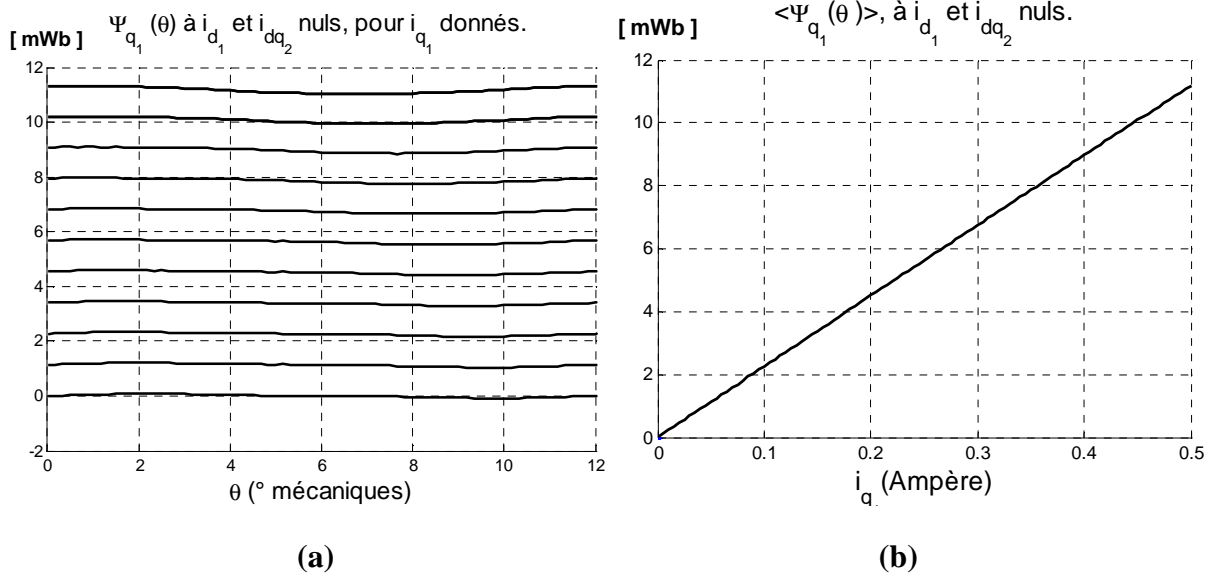 Ψq1 (θ) à id1 et idq2 nuls, pour iq1 donnés.
[ mWb ]
12
10
8
6
4
2
0
-2
0 2 4 6 8 10 12
θ (° mécaniques)
(a)
<Ψq1(θ )>, à id1 et idq2 nuls.
[ mWb ]
12
10
8
6
4
2
0
0 0.1 0.2 0.3 0.4 0.5
iq (Ampère)
(b)